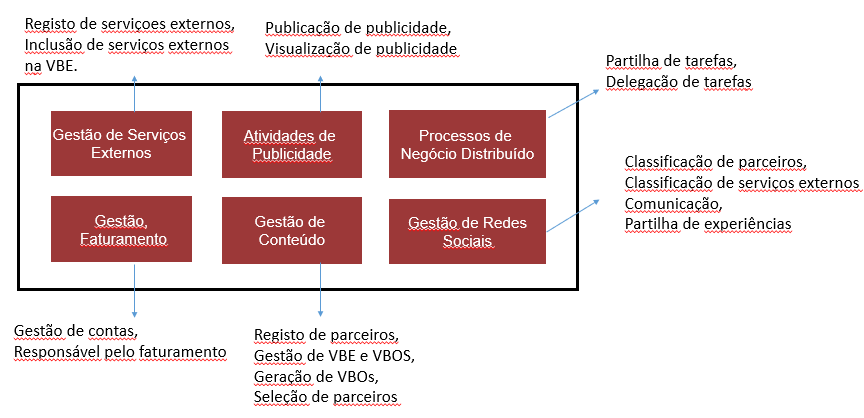 Registo de serviçoes externos,
Inclusão de serviços externos
na VBE.
Publicação de publicidade,
Visualização de publicidade
Partilha de tarefas,
Delegação de tarefas
Gestão de Serviços
Externos
Atividades de
Publicidade
Processos de
Negócio Distribuído
Classificação de parceiros,
Classificação de serviços externos
Comunicação,
Partilha de experiências
Gestão,
Faturamento
Gestão de
Conteúdo
Gestão de Redes
Sociais
Gestão de contas,
Responsável pelo faturamento
Registo de parceiros,
Gestão de VBE e VBOS,
Geração de VBOs,
Seleção de parceiros